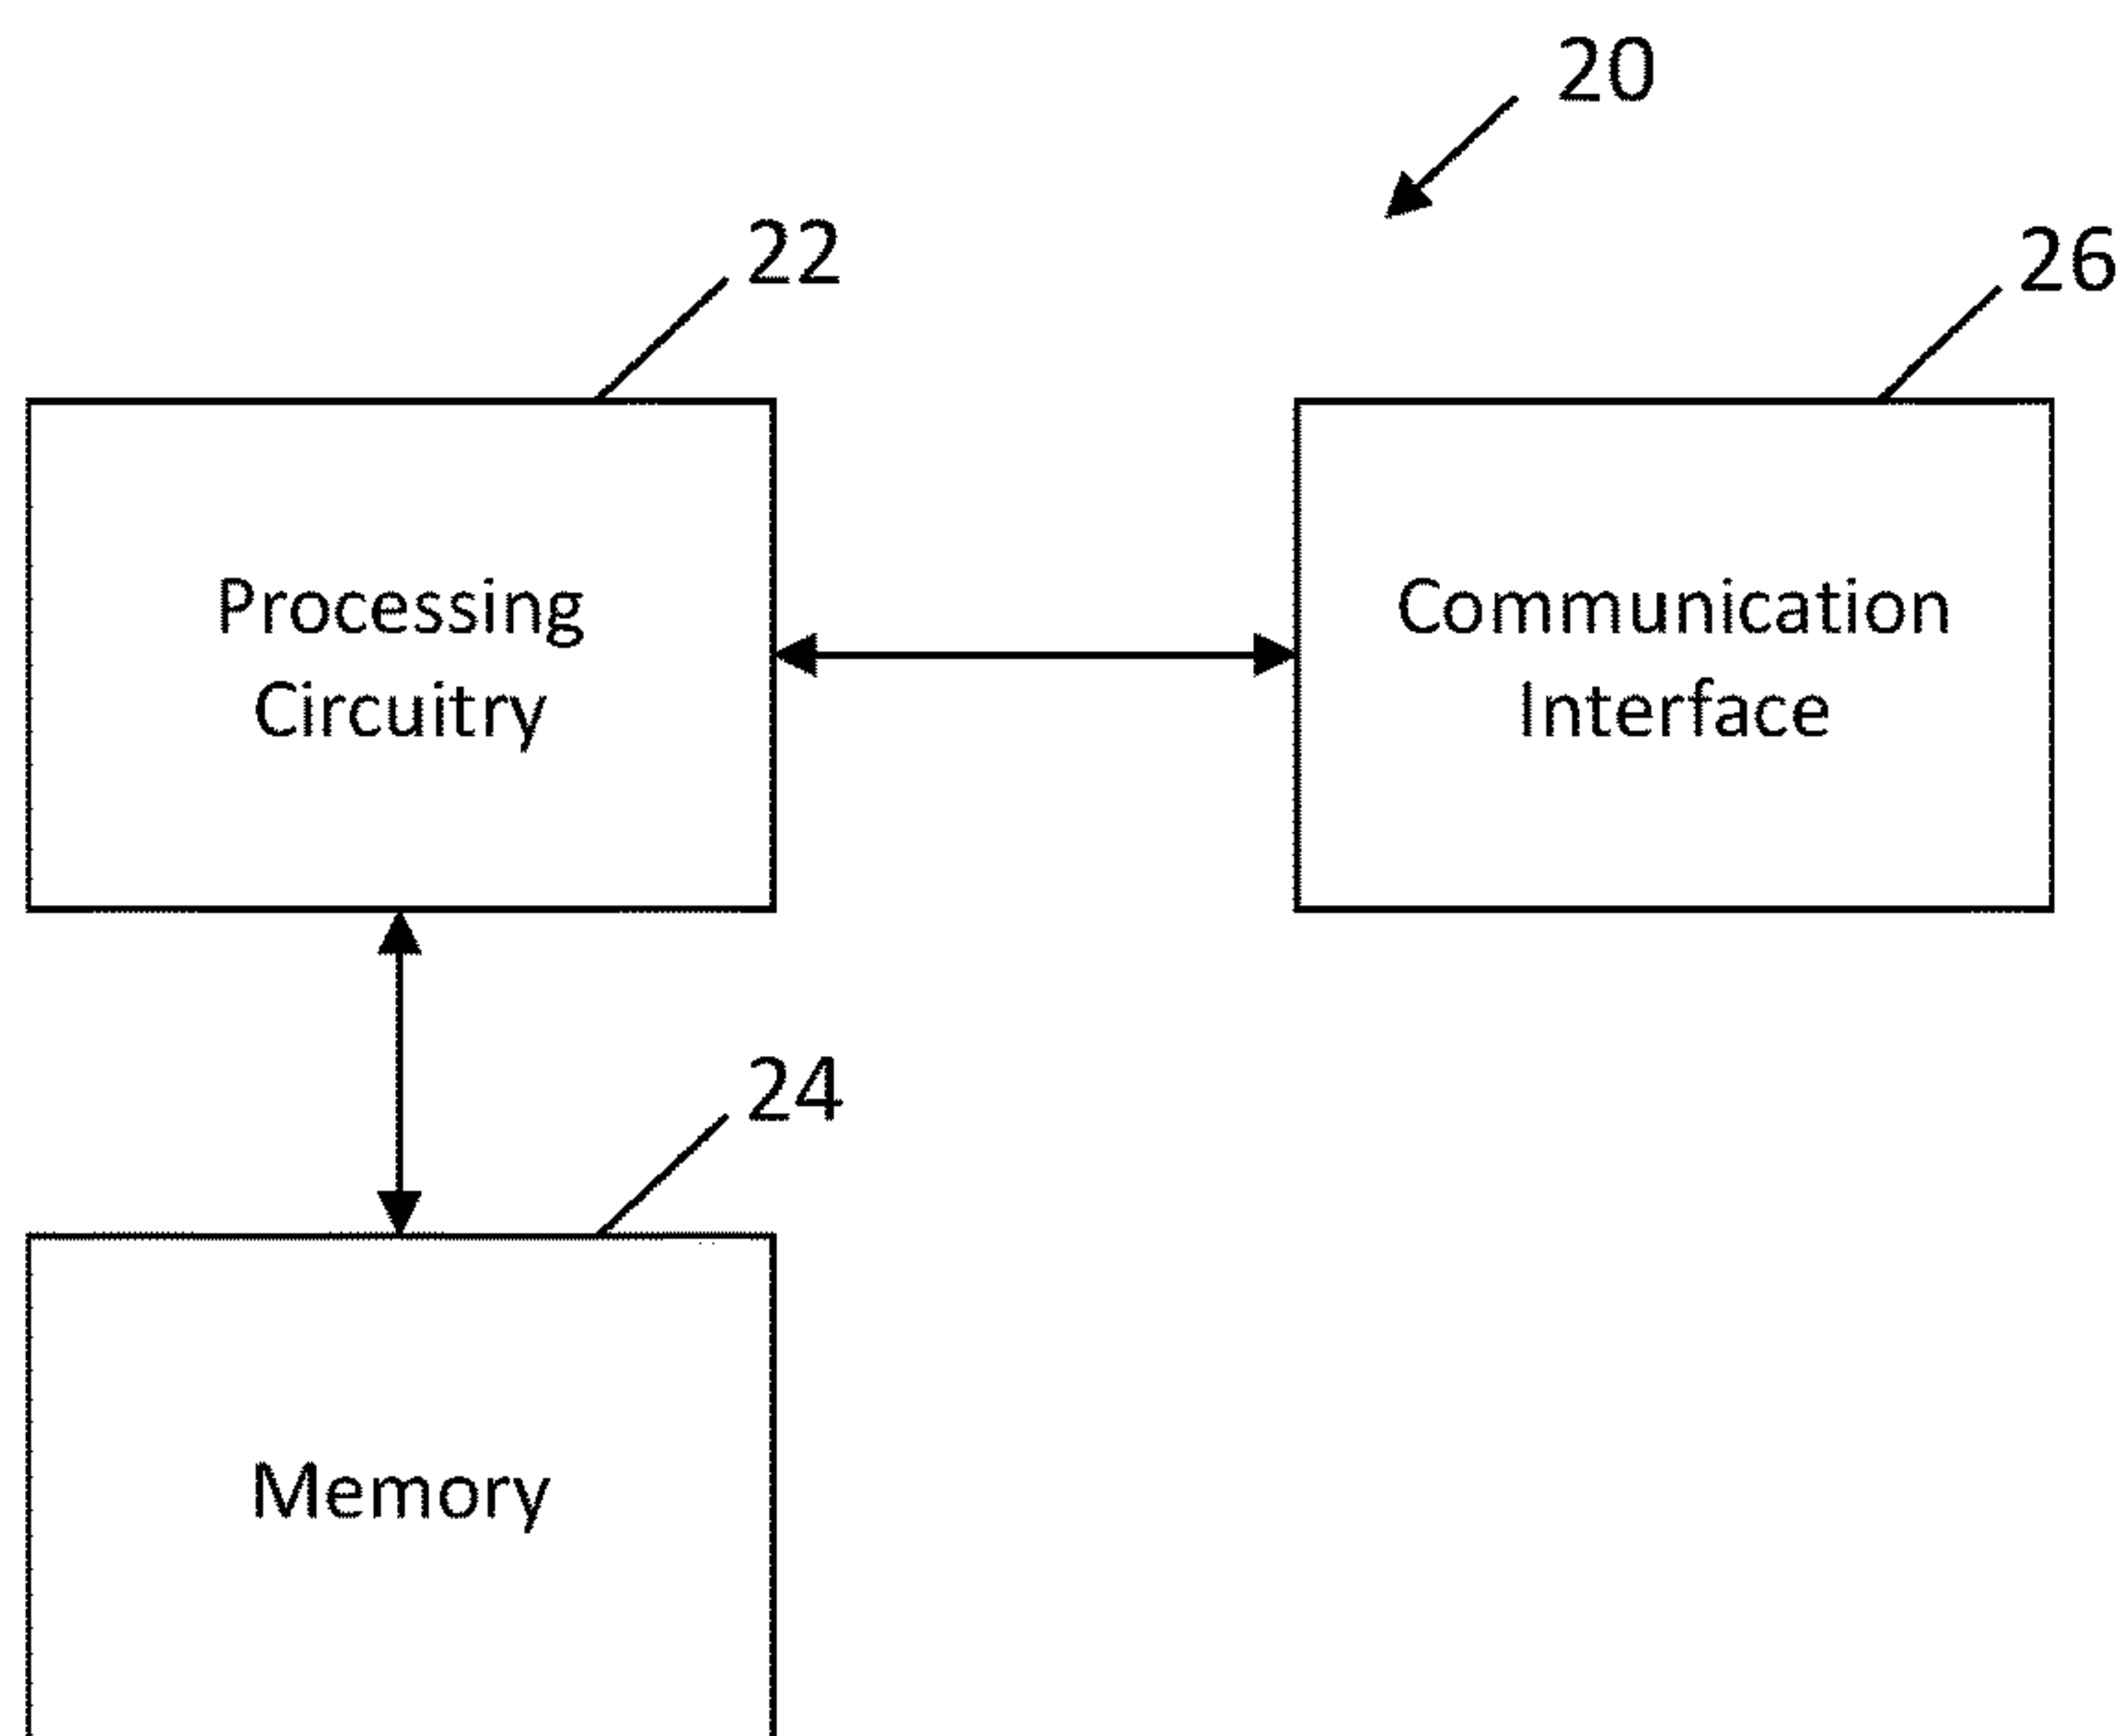 20
22
26
Processing
Circuitry
Communication
Interface
24
Memory